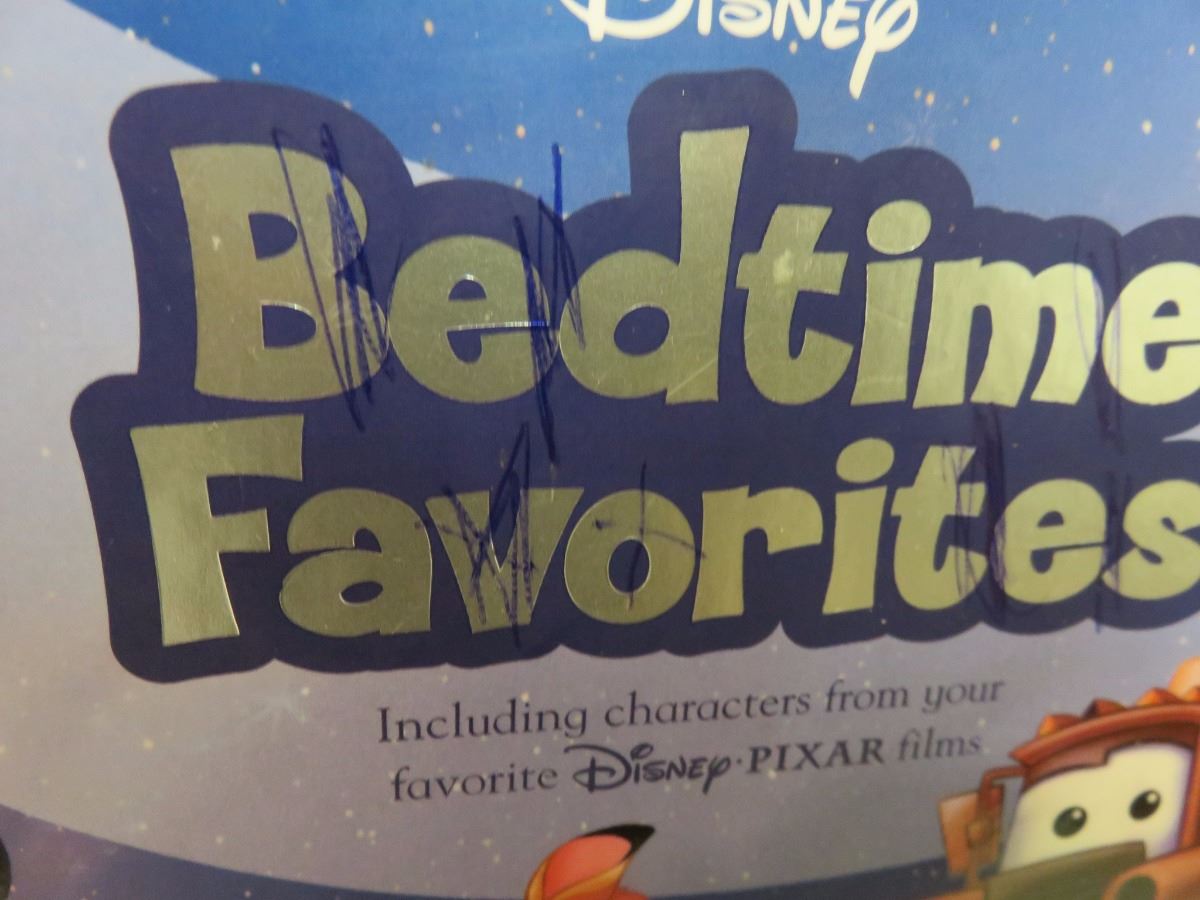 Disney
Bedtime
Favorites
Including characters from your
favorite Disney·PIXAR films